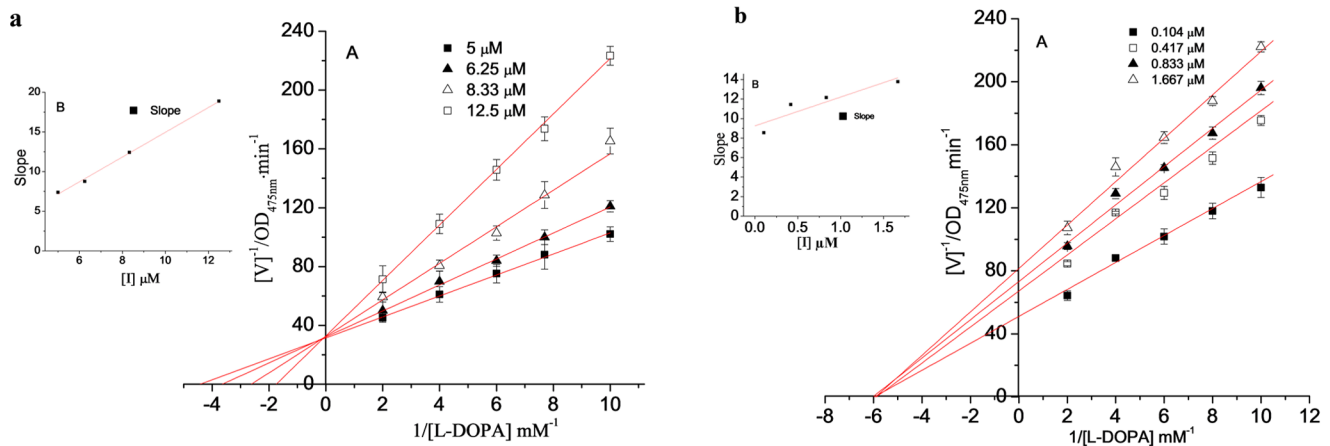 a
A
5 μM
6.25 μM
8.33 μM
12.5 μM
240
200
160
120
80
40
0
-4 -2 0 2 4 6 8 10
[V]⁻¹/OD₄₇₅ₙₘ.min⁻¹
1/[L-DOPA] mM⁻¹
B
Slope
20
15
10
5
0
6 8 10 12
Slope
[I] μM
b
A
0.104 μM
0.417 μM
0.833 μM
1.667 μM
240
200
160
120
80
40
0
-8 -6 -4 -2 0 2 4 6 8 10 12
[V]⁻¹/OD₄₇₅ₙₘmin⁻¹
1/[L-DOPA] mM⁻¹
B
Slope
14
12
10
8
6
4
2
0
0.0 0.5 1.0 1.5
Slope
[I] μM